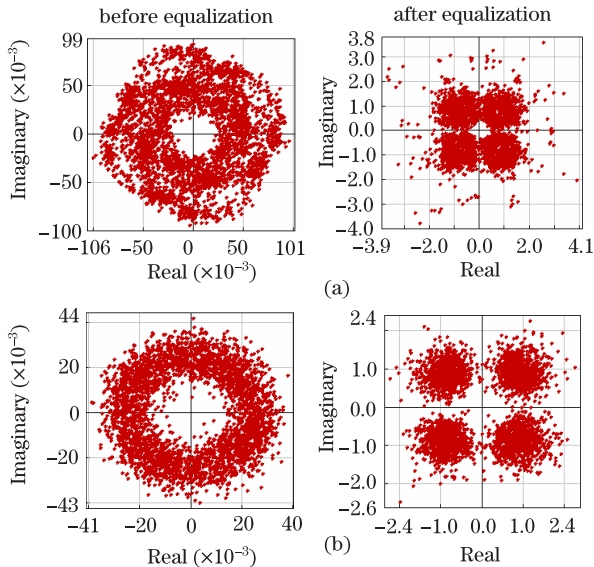 before equalization
after equalization
99
50
0
−50
−100
Imaginary (×10−3)
−106 −50 0 50 101
Real (×10−3)
3.8
3.0
1.0
0.0
−1.0
−3.0
−4.0
Imaginary
−3.9 −2.0 0.0 2.0 4.1
Real
(a)
44
20
0
−20
−43
Imaginary (×10−3)
−41 −20 0 20 40
Real (×10−3)
2.4
1.0
0.0
−1.0
−2.0
−2.6
Imaginary
−2.4 −1.0 0.0 1.0 2.4
Real
(b)